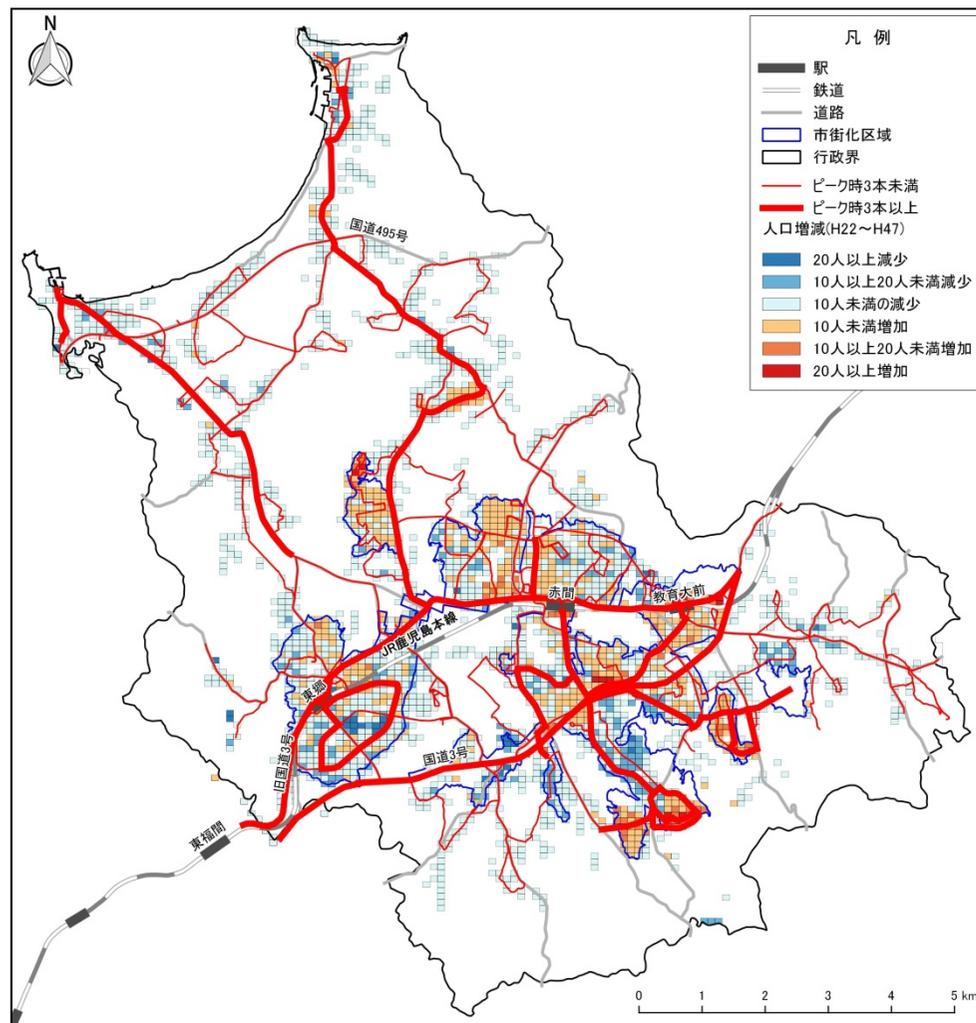 N
凡 例
駅
鉄道
道路
市街化区域
行政界
ピーク時3本未満
ピーク時3本以上
人口増減(H22～H47)
20人以上減少
10人以上20人未満減少
10人未満の減少
10人未満増加
10人以上20人未満増加
20人以上増加
国道495号
赤間
教育大前
JR鹿児島本線
東郷
旧国道3号
国道3号
東福間
0 1 2 3 4 5 km